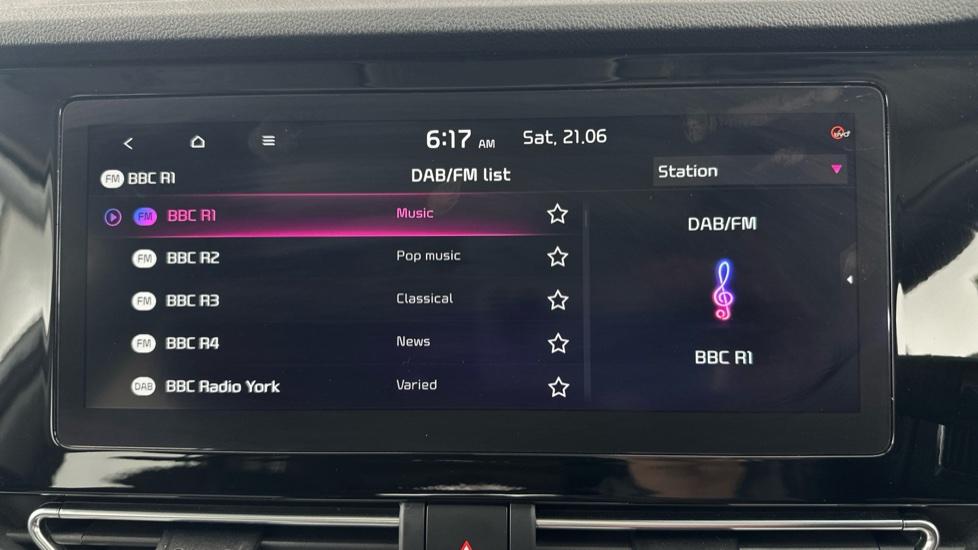 6:17 AM Sat, 21.06
FM BBC R1 DAB/FM list Station
FM BBC R1 Music
FM BBC R2 Pop music
FM BBC R3 Classical
FM BBC R4 News
DAB BBC Radio York Varied
DAB/FM
BBC R1